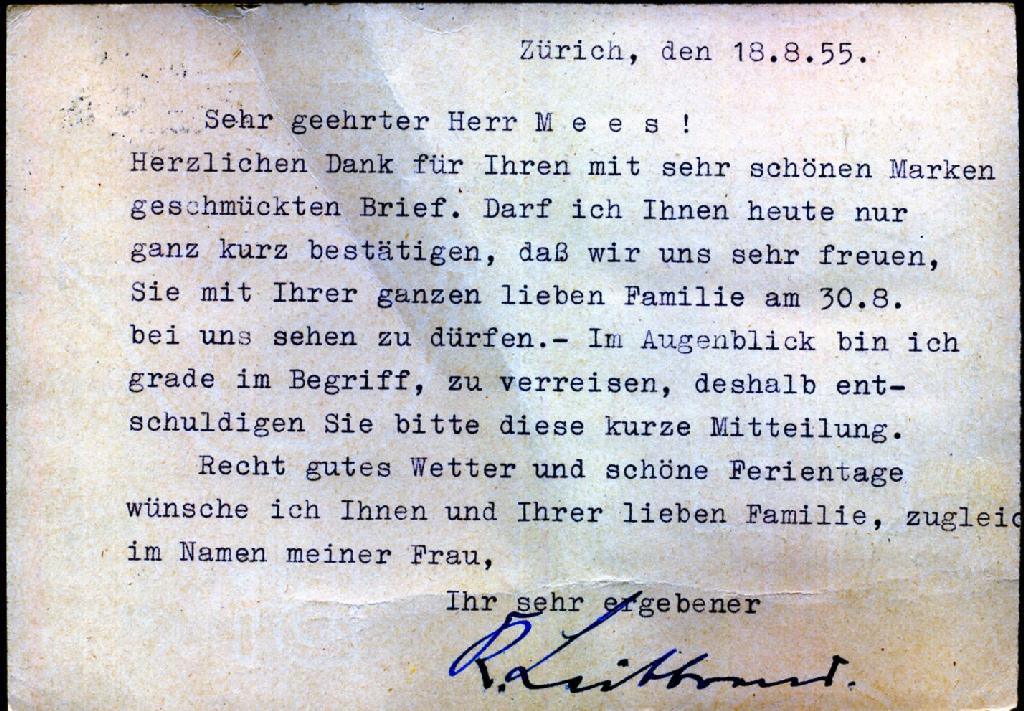 Zürich, den 18.8.55.
Sehr geehrter Herr M e e s !
Herzlichen Dank für Ihren mit sehr schönen Marken
geschmückten Brief. Darf ich Ihnen heute nur
ganz kurz bestätigen, daß wir uns sehr freuen,
Sie mit Ihrer ganzen lieben Familie am 30.8.
bei uns sehen zu dürfen.- Im Augenblick bin ich
grade im Begriff, zu verreisen, deshalb ent-
schuldigen Sie bitte diese kurze Mitteilung.
Recht gutes Wetter und schöne Ferientage
wünsche ich Ihnen und Ihrer lieben Familie, zugleic
im Namen meiner Frau,
Ihr sehr ergebener
K. Leibbrand.